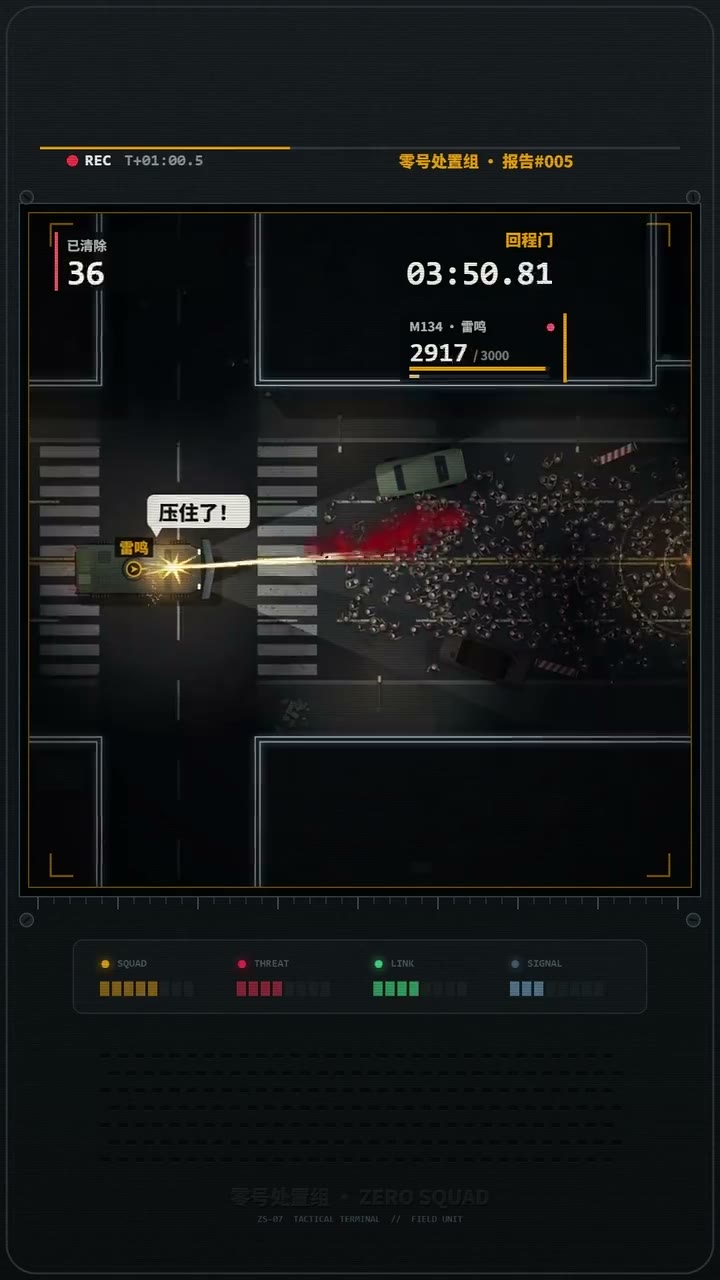 REC T+01:00.5
零号处置组 • 报告#005
已清除
36
回程门
03:50.81
M134 • 雷鸣
2917 / 3000
压住了!
雷鸣
SQUAD THREAT LINK SIGNAL
零号处置组 • ZERO SQUAD
ZS-07 TACTICAL TERMINAL // FIELD UNIT